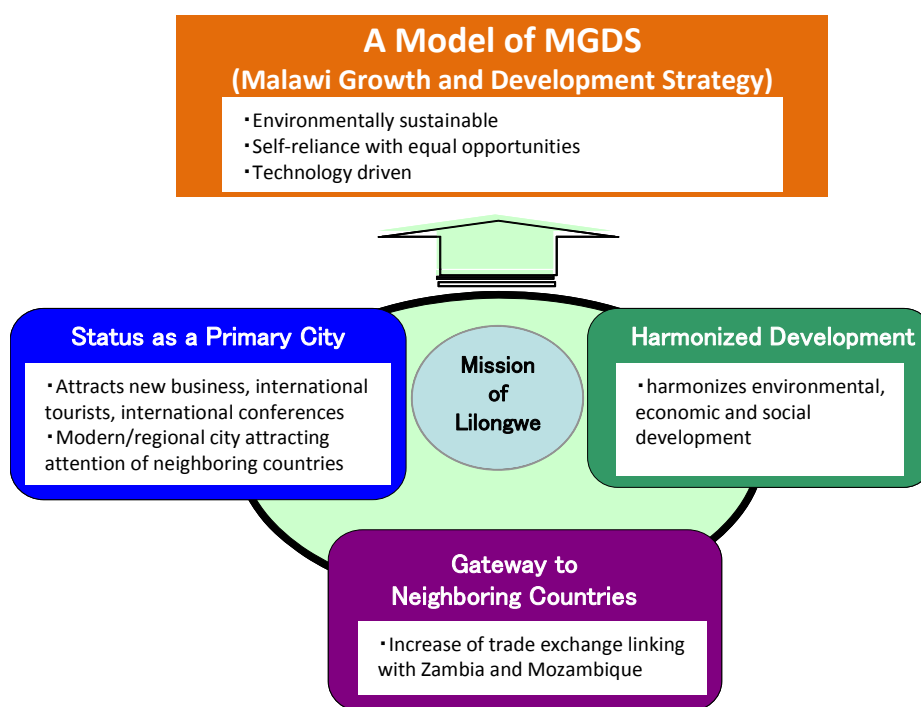 A Model of MGDS
(Malawi Growth and Development Strategy)
・Environmentally sustainable
・Self-reliance with equal opportunities
・Technology driven
Status as a Primary City
・Attracts new business, international
tourists, international conferences
・Modern/regional city attracting
attention of neighboring countries
Mission
of
Lilongwe
Harmonized Development
・harmonizes environmental,
economic and social
development
Gateway to
Neighboring Countries
・Increase of trade exchange linking
with Zambia and Mozambique